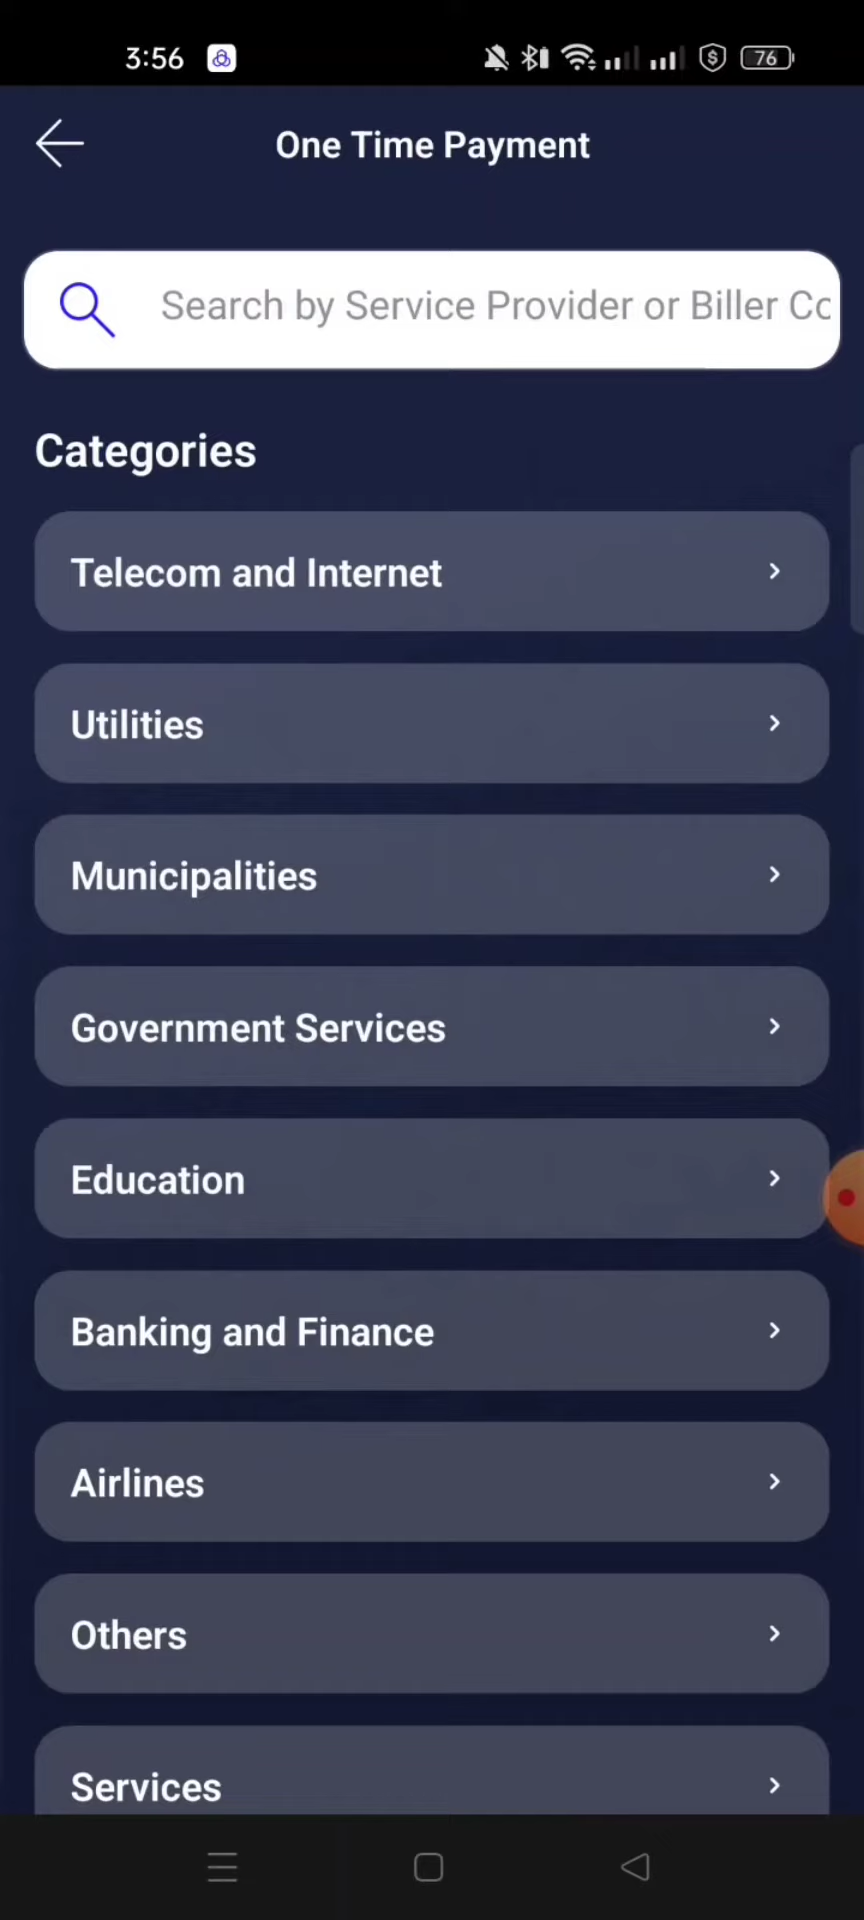 3:56
76
One Time Payment
Search by Service Provider or Biller Co
Categories
Telecom and Internet
Utilities
Municipalities
Government Services
Education
Banking and Finance
Airlines
Others
Services